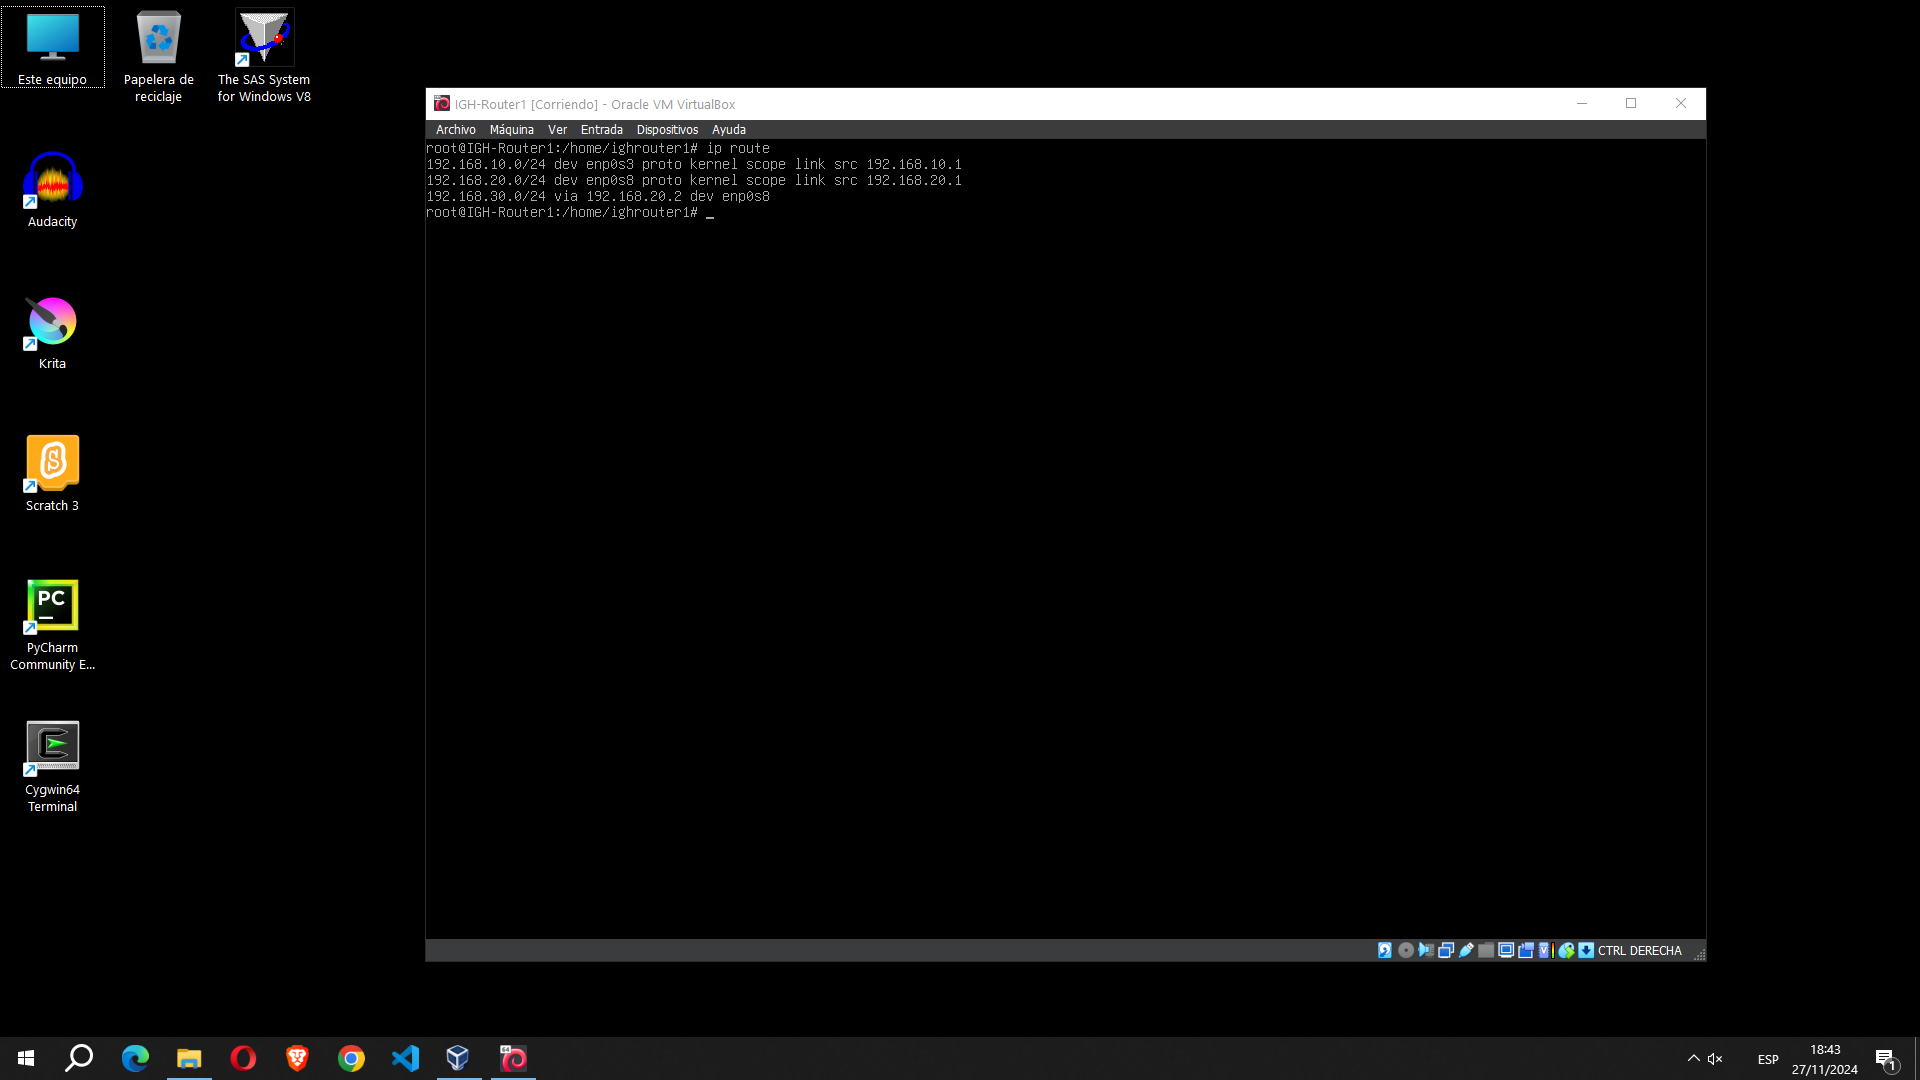 Este equipo
Papelera de
reciclaje
The SAS System
for Windows V8
Audacity
Krita
Scratch 3
PC
PyCharm
Community E...
Cygwin64
Terminal
IGH-Router1 [Corriendo] - Oracle VM VirtualBox
Archivo Máquina Ver Entrada Dispositivos Ayuda
root@IGH-Router1:/home/ighrouter1# ip route
192.168.10.0/24 dev enp0s3 proto kernel scope link src 192.168.10.1
192.168.20.0/24 dev enp0s8 proto kernel scope link src 192.168.20.1
192.168.30.0/24 via 192.168.20.2 dev enp0s8
root@IGH-Router1:/home/ighrouter1# _
CTRL DERECHA
ESP
18:43
27/11/2024
1